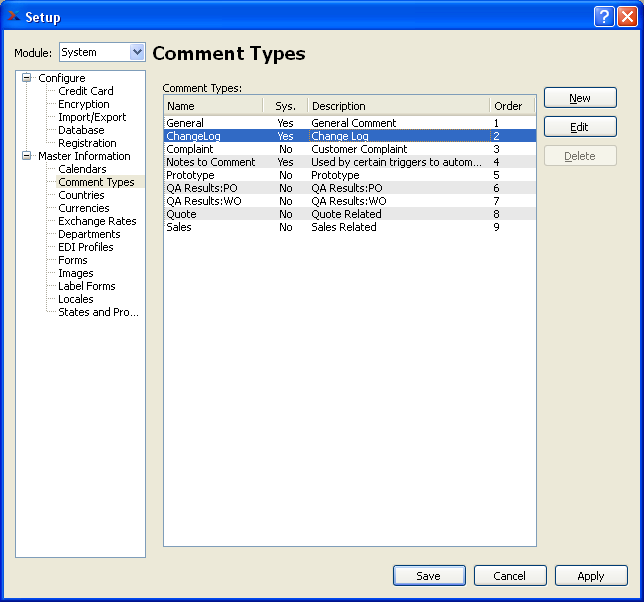 Setup
Module: System
Comment Types
Configure
Credit Card
Encryption
Import/Export
Database
Registration
Master Information
Calendars
Comment Types
Countries
Currencies
Exchange Rates
Departments
EDI Profiles
Forms
Images
Label Forms
Locales
States and Pro...
Comment Types:
Name Sys. Description Order
General Yes General Comment 1
ChangeLog Yes Change Log 2
Complaint No Customer Complaint 3
Notes to Comment Yes Used by certain triggers to autom... 4
Prototype No Prototype 5
QA Results:PO No QA Results:PO 6
QA Results:WO No QA Results:WO 7
Quote No Quote Related 8
Sales No Sales Related 9
New
Edit
Delete
Save Cancel Apply